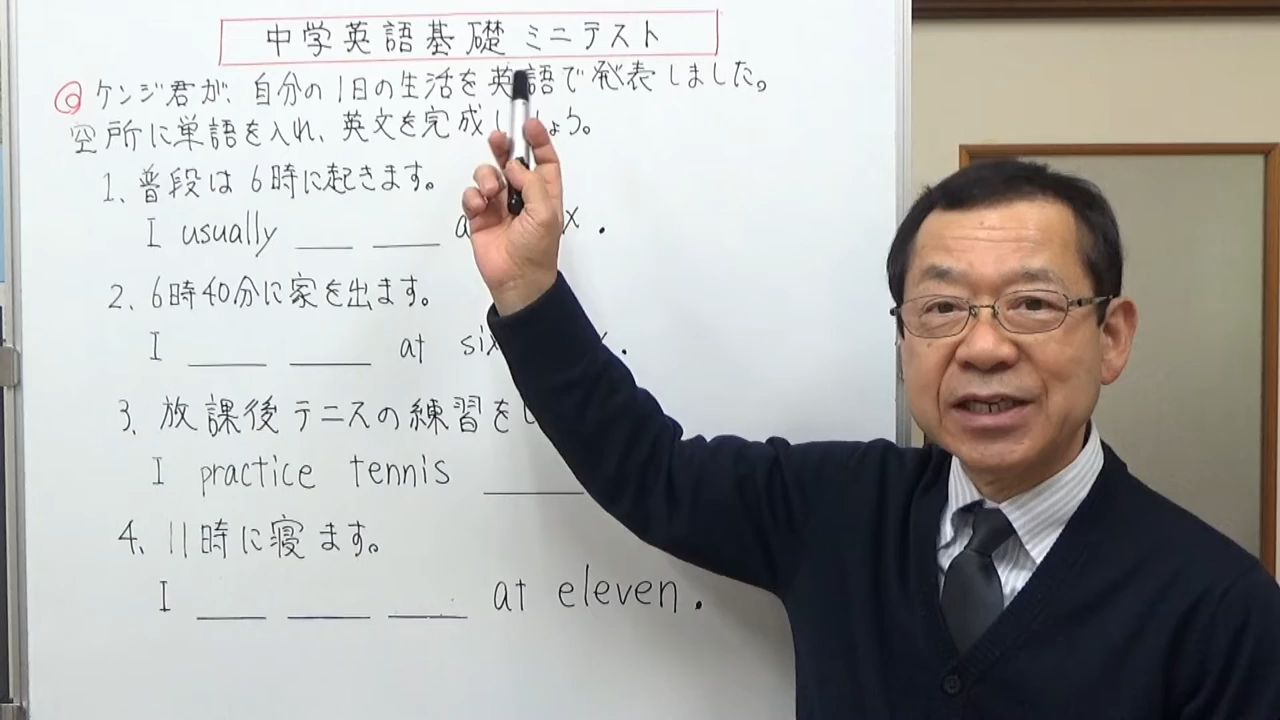 中学英語基礎 ミニテスト
Q ケンジ君が、自分の1日の生活を英語で発表しました。
空所に単語を入れ、英文を完成し しょう。
1、普段は6時に起きます。
I usually ___ ___ a x.
2、6時40分に家を出ます。
I ___ ___ at six .
3、放課後テニスの練習を
I practice tennis ___
4、11時に寝ます。
I ___ ___ ___ at eleven.